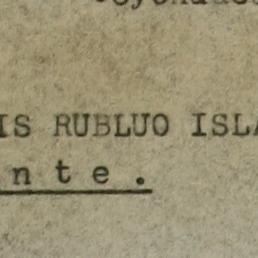 IS RUBLUO ISLA
n t e .